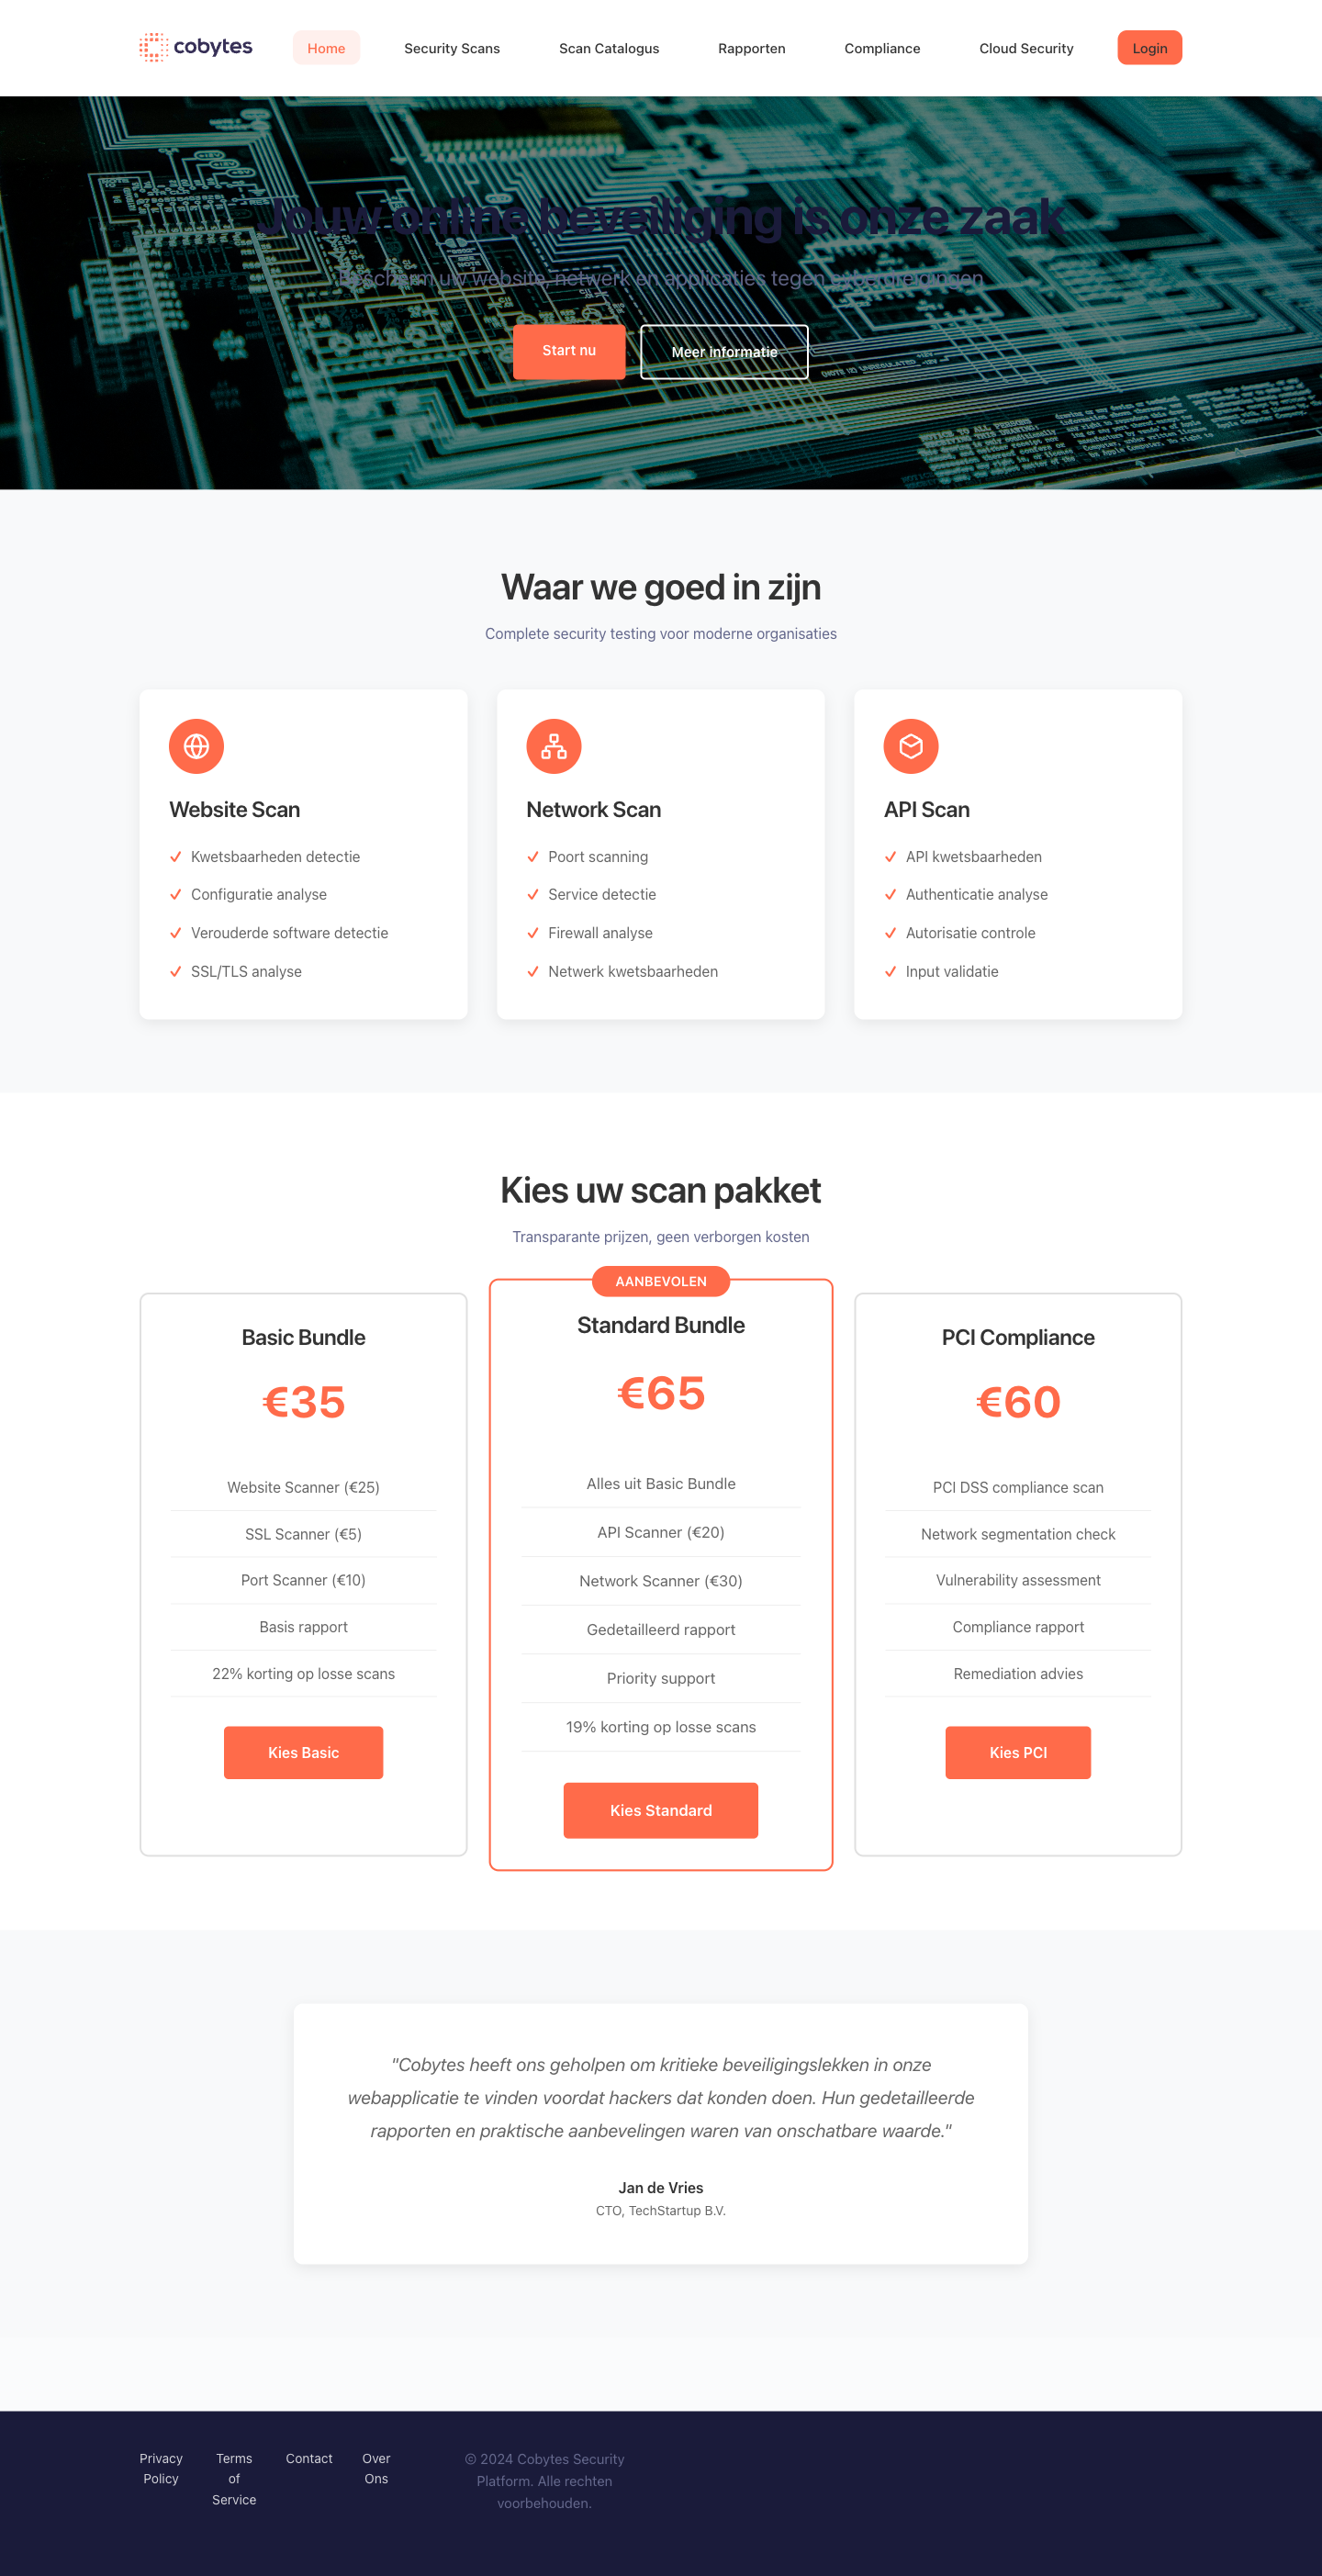 cobytes
Home
Security Scans
Scan Catalogus
Rapporten
Compliance
Cloud Security
Login
Jouw online beveiliging is onze zaak
Bescherm uw website, netwerk en applicaties tegen cyberdreigingen
Start nu
Meer informatie
NOTICE TO ALL PERSONS
Waar we goed in zijn
Complete security testing voor moderne organisaties
Website Scan
Kwetsbaarheden detectie
Configuratie analyse
Verouderde software detectie
SSL/TLS analyse
Network Scan
Poort scanning
Service detectie
Firewall analyse
Netwerk kwetsbaarheden
API Scan
API kwetsbaarheden
Authenticatie analyse
Autorisatie controle
Input validatie
Kies uw scan pakket
Transparante prijzen, geen verborgen kosten
Basic Bundle
€35
Website Scanner (€25)
SSL Scanner (€5)
Port Scanner (€10)
Basis rapport
22% korting op losse scans
Kies Basic
AANBEVOLEN
Standard Bundle
€65
Alles uit Basic Bundle
API Scanner (€20)
Network Scanner (€30)
Gedetailleerd rapport
Priority support
19% korting op losse scans
Kies Standard
PCI Compliance
€60
PCI DSS compliance scan
Network segmentation check
Vulnerability assessment
Compliance rapport
Remediation advies
Kies PCI
"Cobytes heeft ons geholpen om kritieke beveiligingslekken in onze
webapplicatie te vinden voordat hackers dat konden doen. Hun gedetailleerde
rapporten en praktische aanbevelingen waren van onschatbare waarde."
Jan de Vries
CTO, TechStartup B.V.
Privacy
Policy
Terms
of
Service
Contact
Over
Ons
© 2024 Cobytes Security
Platform. Alle rechten
voorbehouden.